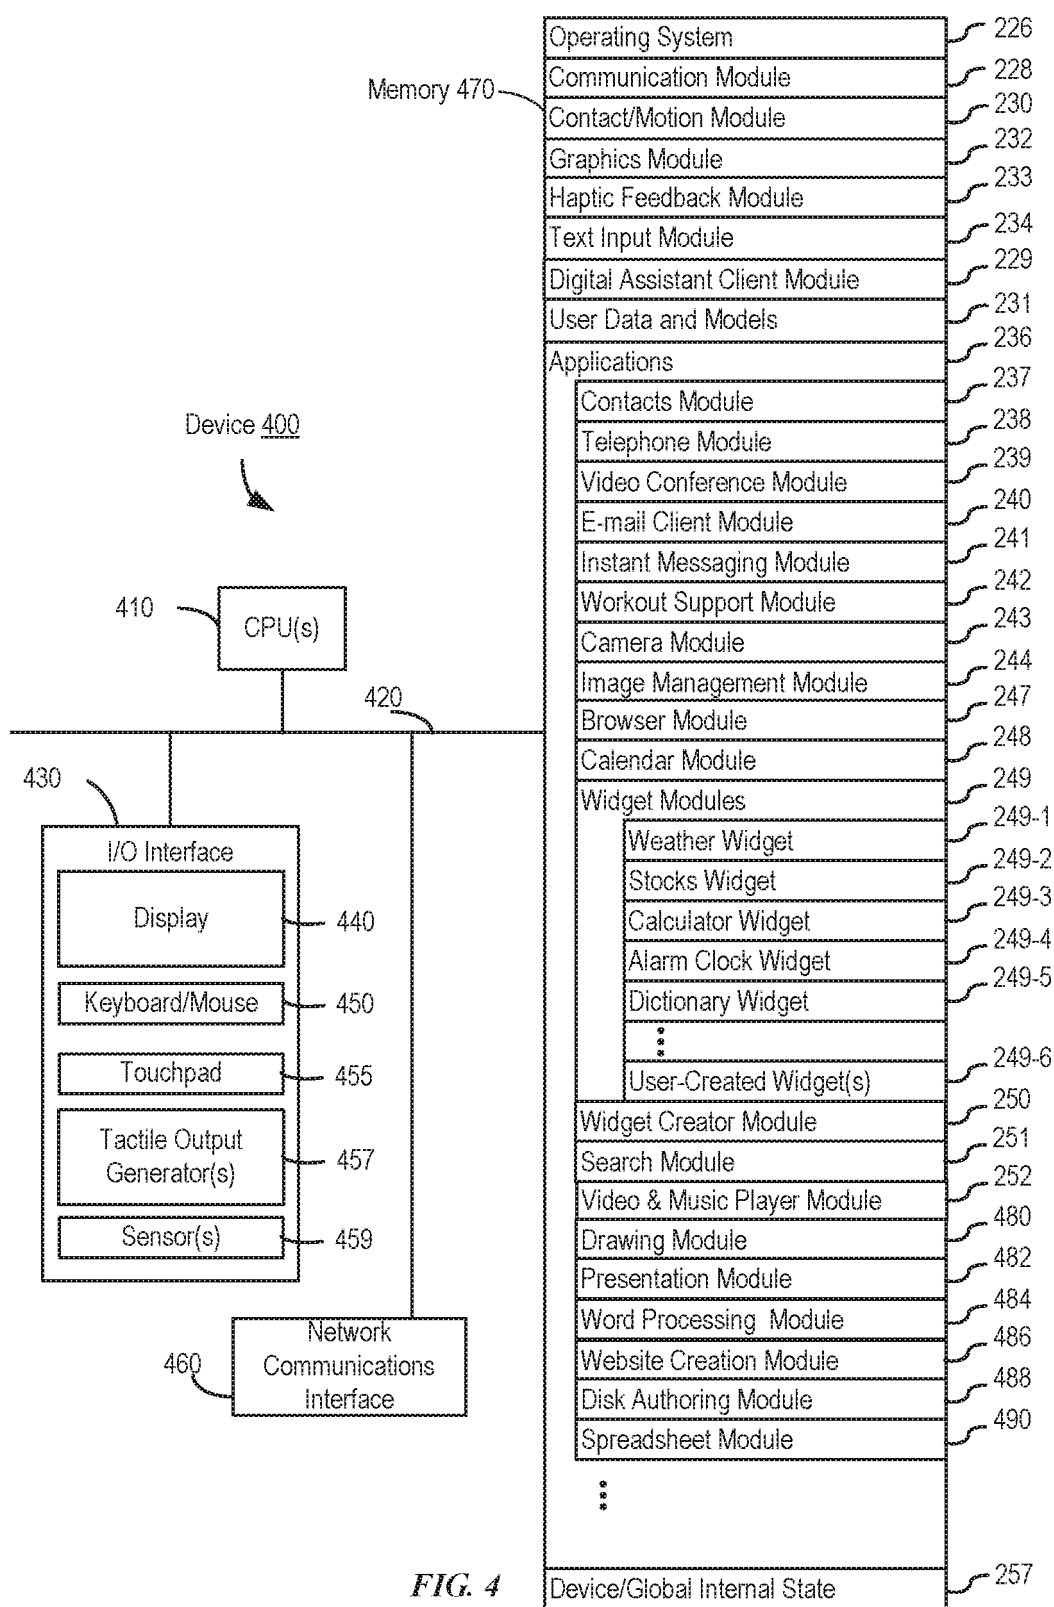 Operating System 226
Communication Module 228
Memory 470
Contact/Motion Module 230
Graphics Module 232
Haptic Feedback Module 233
Text Input Module 234
Digital Assistant Client Module 229
User Data and Models 231
Applications 236
Contacts Module 237
Telephone Module 238
Video Conference Module 239
E-mail Client Module 240
Instant Messaging Module 241
Workout Support Module 242
Camera Module 243
Image Management Module 244
Browser Module 247
Calendar Module 248
Widget Modules 249
Weather Widget 249-1
Stocks Widget 249-2
Calculator Widget 249-3
Alarm Clock Widget 249-4
Dictionary Widget 249-5
User-Created Widget(s) 249-6
Widget Creator Module 250
Search Module 251
Video & Music Player Module 252
Drawing Module 480
Presentation Module 482
Word Processing Module 484
Website Creation Module 486
Disk Authoring Module 488
Spreadsheet Module 490
Device/Global Internal State 257
Device 400
410
CPU(s)
420
430
I/O Interface
Display 440
Keyboard/Mouse 450
Touchpad 455
Tactile Output
Generator(s) 457
Sensor(s) 459
460
Network
Communications
Interface
FIG. 4